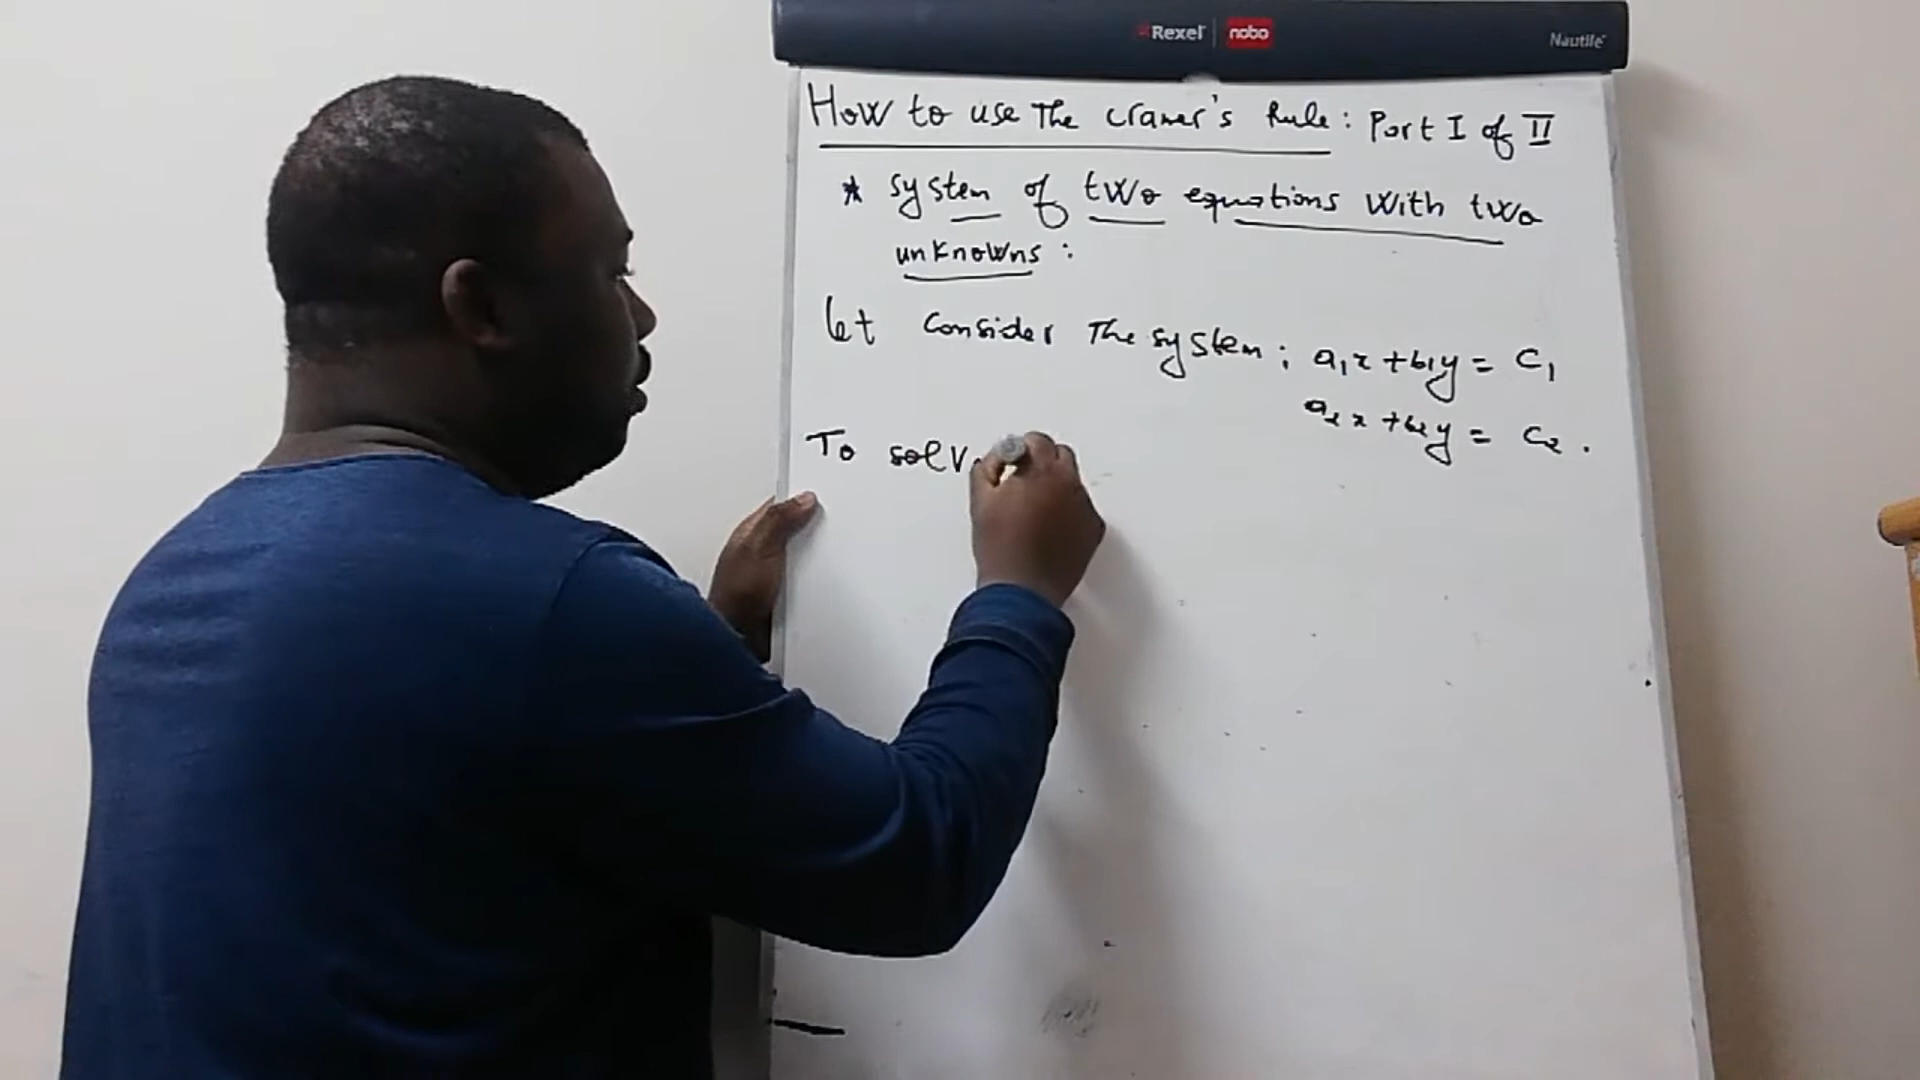 Rexel nobo Nautile
How to use The cramer's Rule: Part I of II
* system of two equations with two
unknowns:
Let consider The system: a₁x + b₁y = C₁
a₂x + b₂y = C₂.
To solv